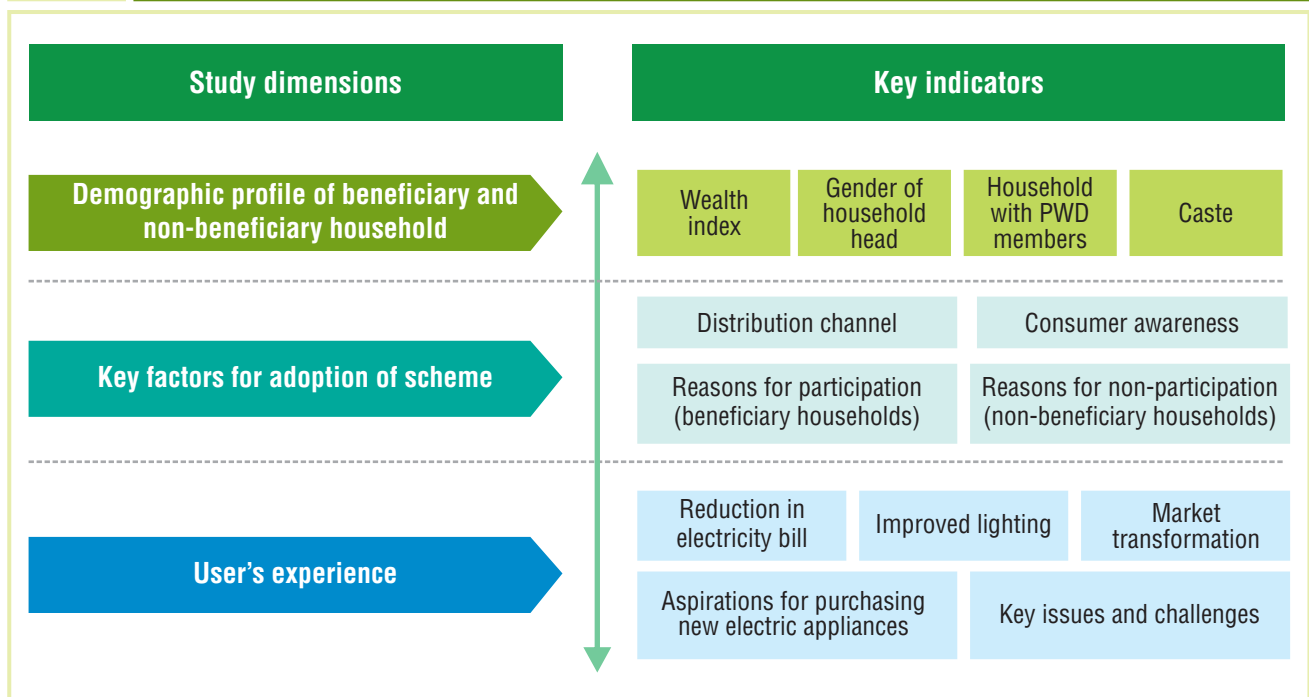 Study dimensions
Key indicators
Demographic profile of beneficiary and
non-beneficiary household
Wealth
index
Gender of
household
head
Household
with PWD
members
Caste
Key factors for adoption of scheme
Distribution channel
Consumer awareness
Reasons for participation
(beneficiary households)
Reasons for non-participation
(non-beneficiary households)
User’s experience
Reduction in
electricity bill
Improved lighting
Market
transformation
Aspirations for purchasing
new electric appliances
Key issues and challenges